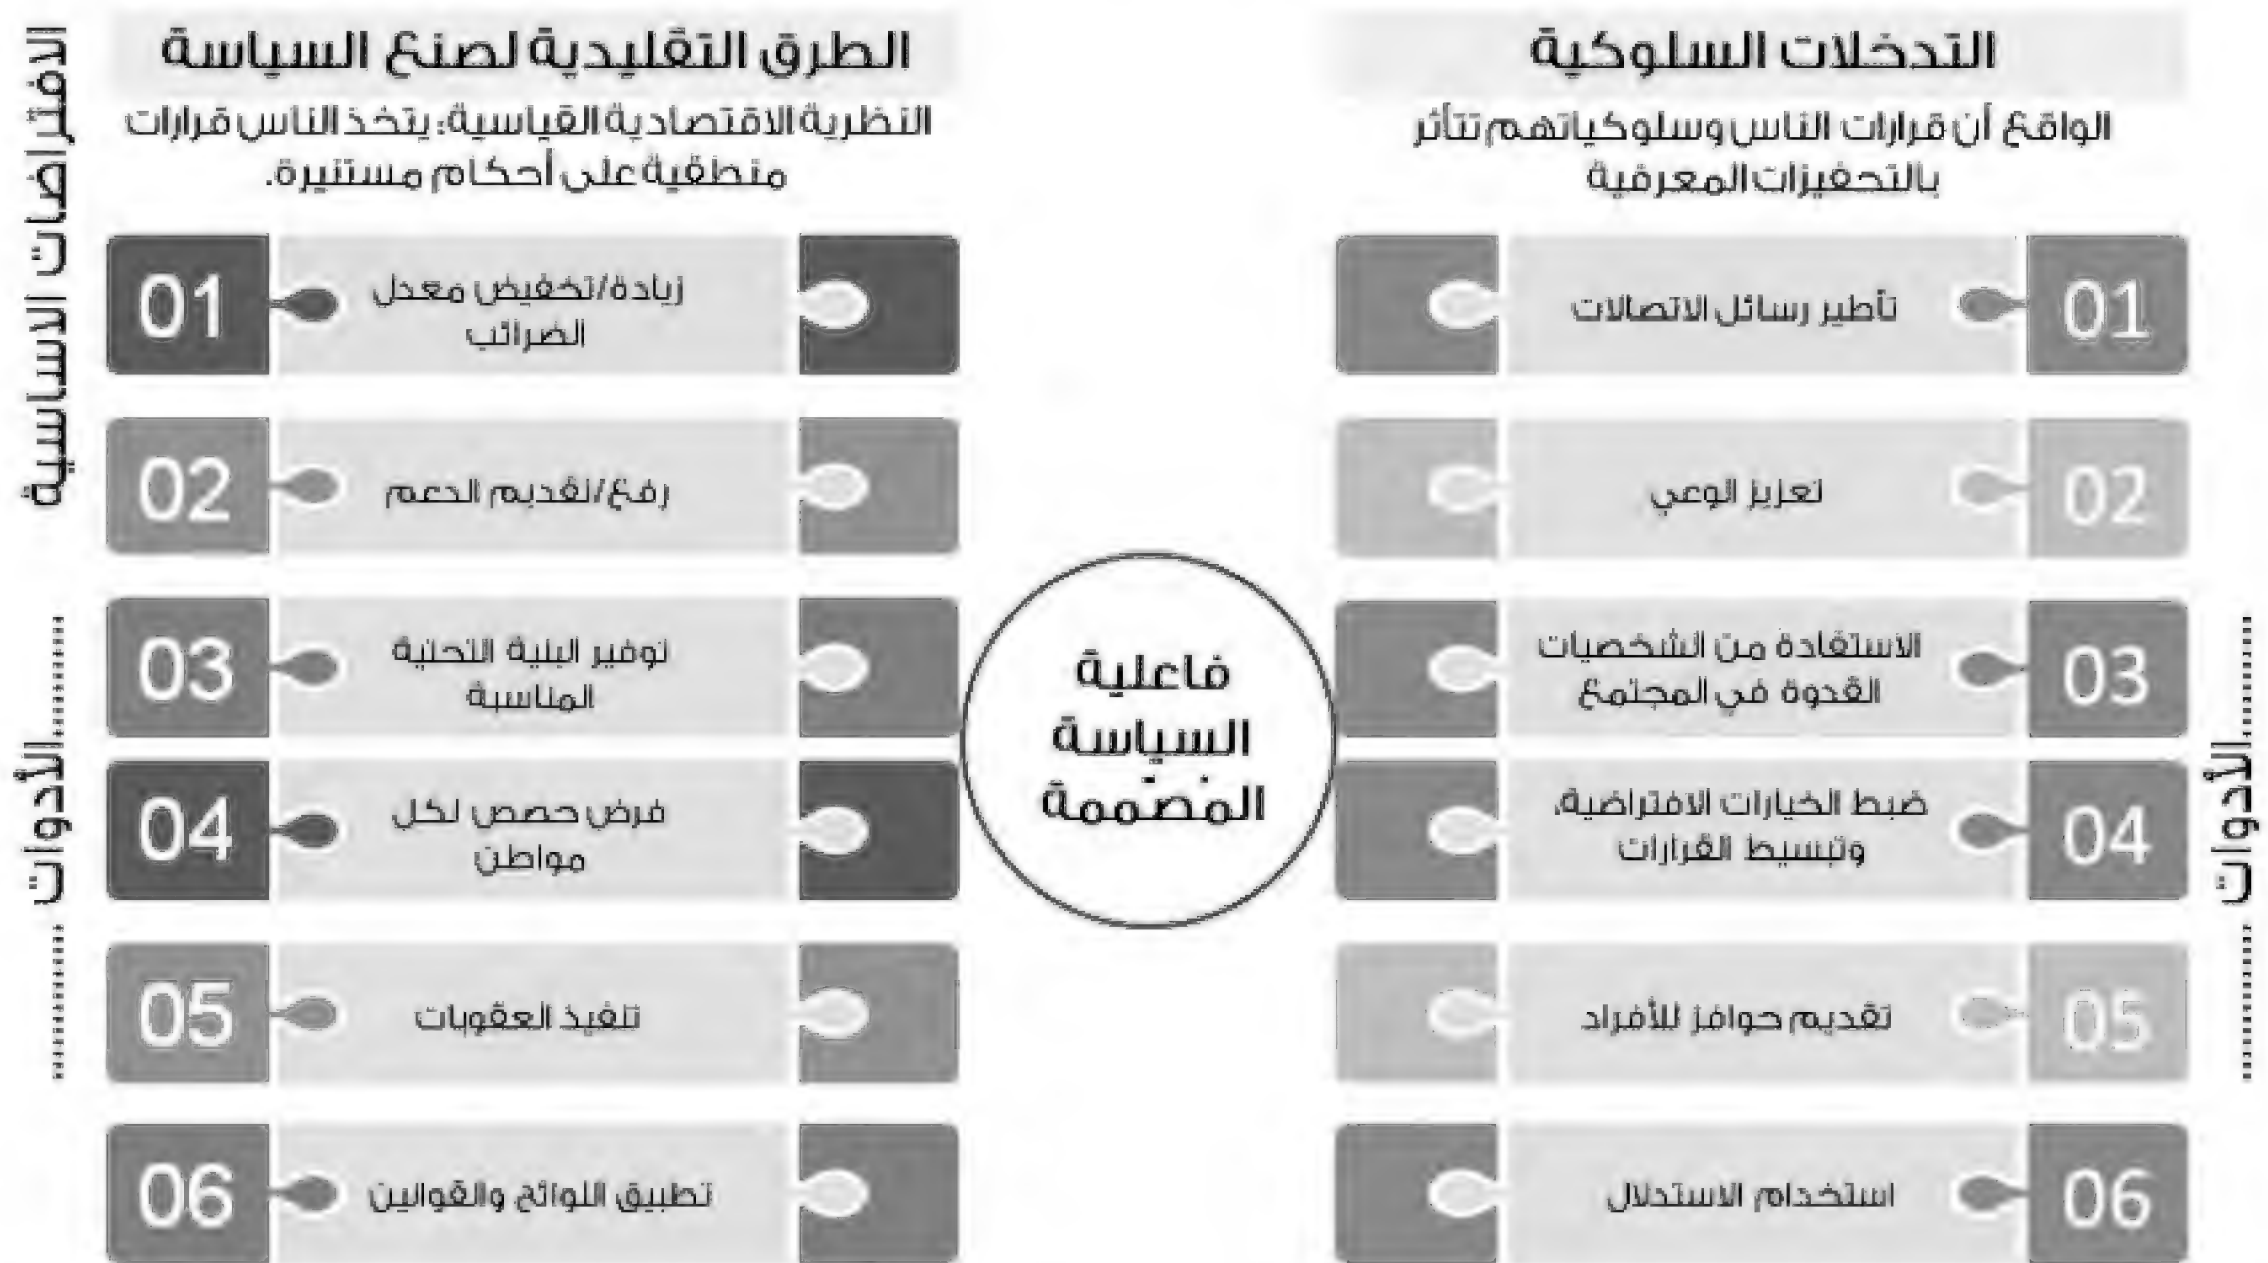 التدخلات السلوكية
الواقع أن قرارات الناس وسلوكياتهم تتأثر
بالتحفيزات المعرفية
01
تأطير رسائل الاتصالات
02
تعزيز الوعي
03
الاستفادة من الشخصيات
القدوة في المجتمع
04
ضبط الخيارات الافتراضية،
وتبسيط القرارات
05
تقديم حوافز للأفراد
06
استخدام الاستدلال
الأدوات
فاعلية
السياسة
المُصمّمة
الطرق التقليدية لصنع السياسة
النظرية الاقتصادية القياسية: يتخذ الناس قرارات
منطقية على أحكام مستنيرة.
01
زيادة/تخفيض معدل
الضرائب
02
رفع/تقديم الدعم
03
توفير البنية التحتية
المناسبة
04
فرض حصص لكل
مواطن
05
تنفيذ العقوبات
06
تطبيق اللوائح والقوانين
الافتراضات الاساسية
الأدوات